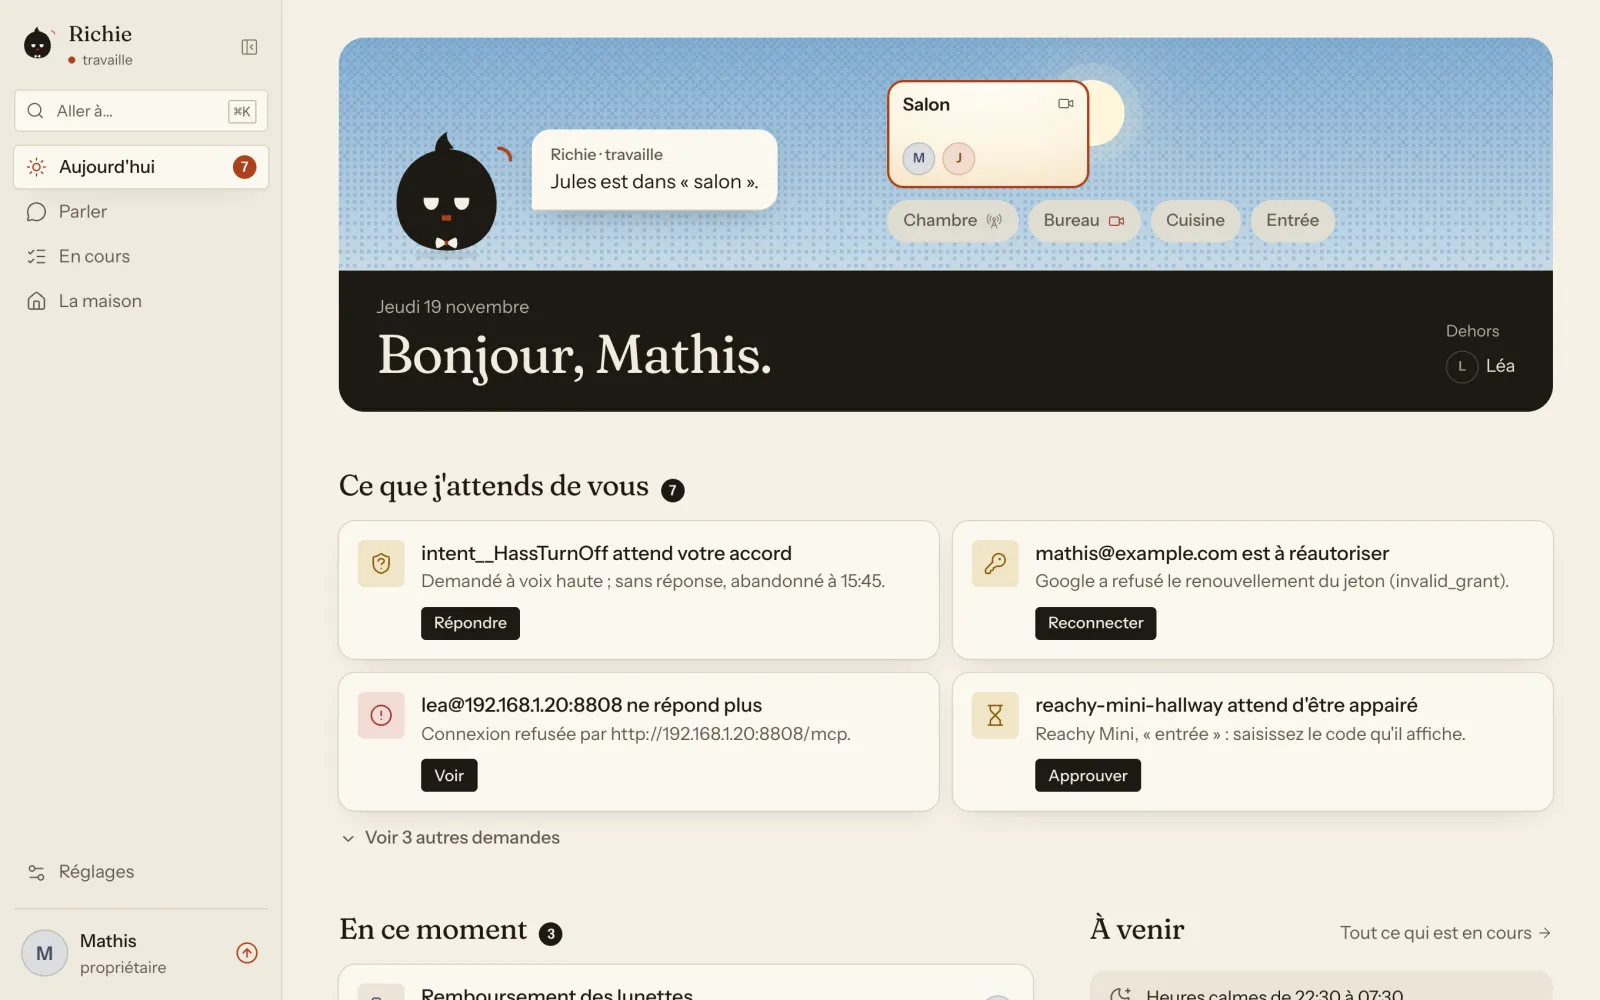 Richie
travaille
Aller à...
⌘K
Aujourd'hui
7
Parler
En cours
La maison
Réglages
M
Mathis
propriétaire
Richie · travaille
Jules est dans « salon ».
Salon
M
J
Chambre
Bureau
Cuisine
Entrée
Jeudi 19 novembre
Bonjour, Mathis.
Dehors
L
Léa
Ce que j'attends de vous
7
intent__HassTurnOff attend votre accord
Demandé à voix haute ; sans réponse, abandonné à 15:45.
Répondre
mathis@example.com est à réautoriser
Google a refusé le renouvellement du jeton (invalid_grant).
Reconnecter
lea@192.168.1.20:8808 ne répond plus
Connexion refusée par http://192.168.1.20:8808/mcp.
Voir
reachy-mini-hallway attend d'être appairé
Reachy Mini, « entrée » : saisissez le code qu'il affiche.
Approuver
Voir 3 autres demandes
En ce moment
3
Remboursement des lunettes
À venir
Tout ce qui est en cours →
Heures calmes de 22:30 à 07:30